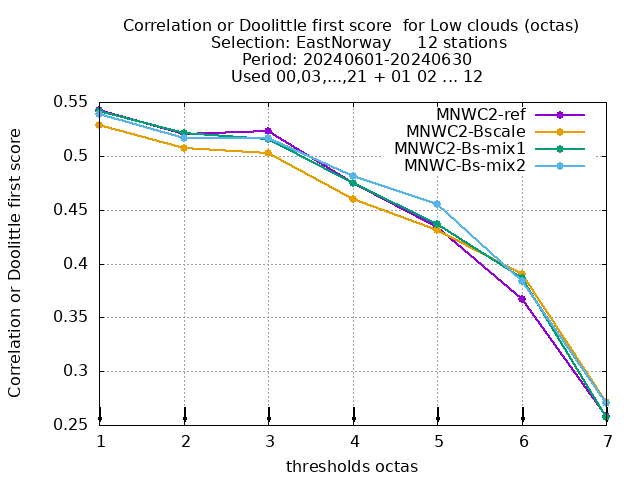 Correlation or Doolittle first score  for Low clouds (octas)
Selection: EastNorway     12 stations
Period: 20240601-20240630
Used 00,03,...,21 + 01 02 ... 12
MNWC2-ref
MNWC2-Bscale
MNWC2-Bs-mix1
MNWC-Bs-mix2
Correlation or Doolittle first score
0.55
0.5
0.45
0.4
0.35
0.3
0.25
1 2 3 4 5 6 7
thresholds octas